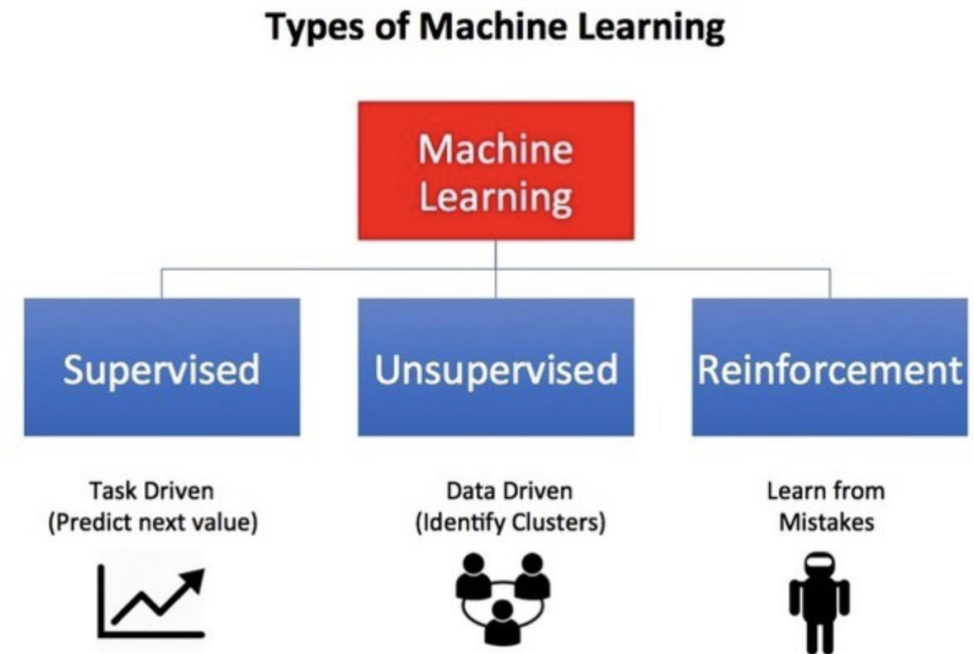 Types of Machine Learning
Machine
Learning
Supervised
Unsupervised
Reinforcement
Task Driven
(Predict next value)
Data Driven
(Identify Clusters)
Learn from
Mistakes